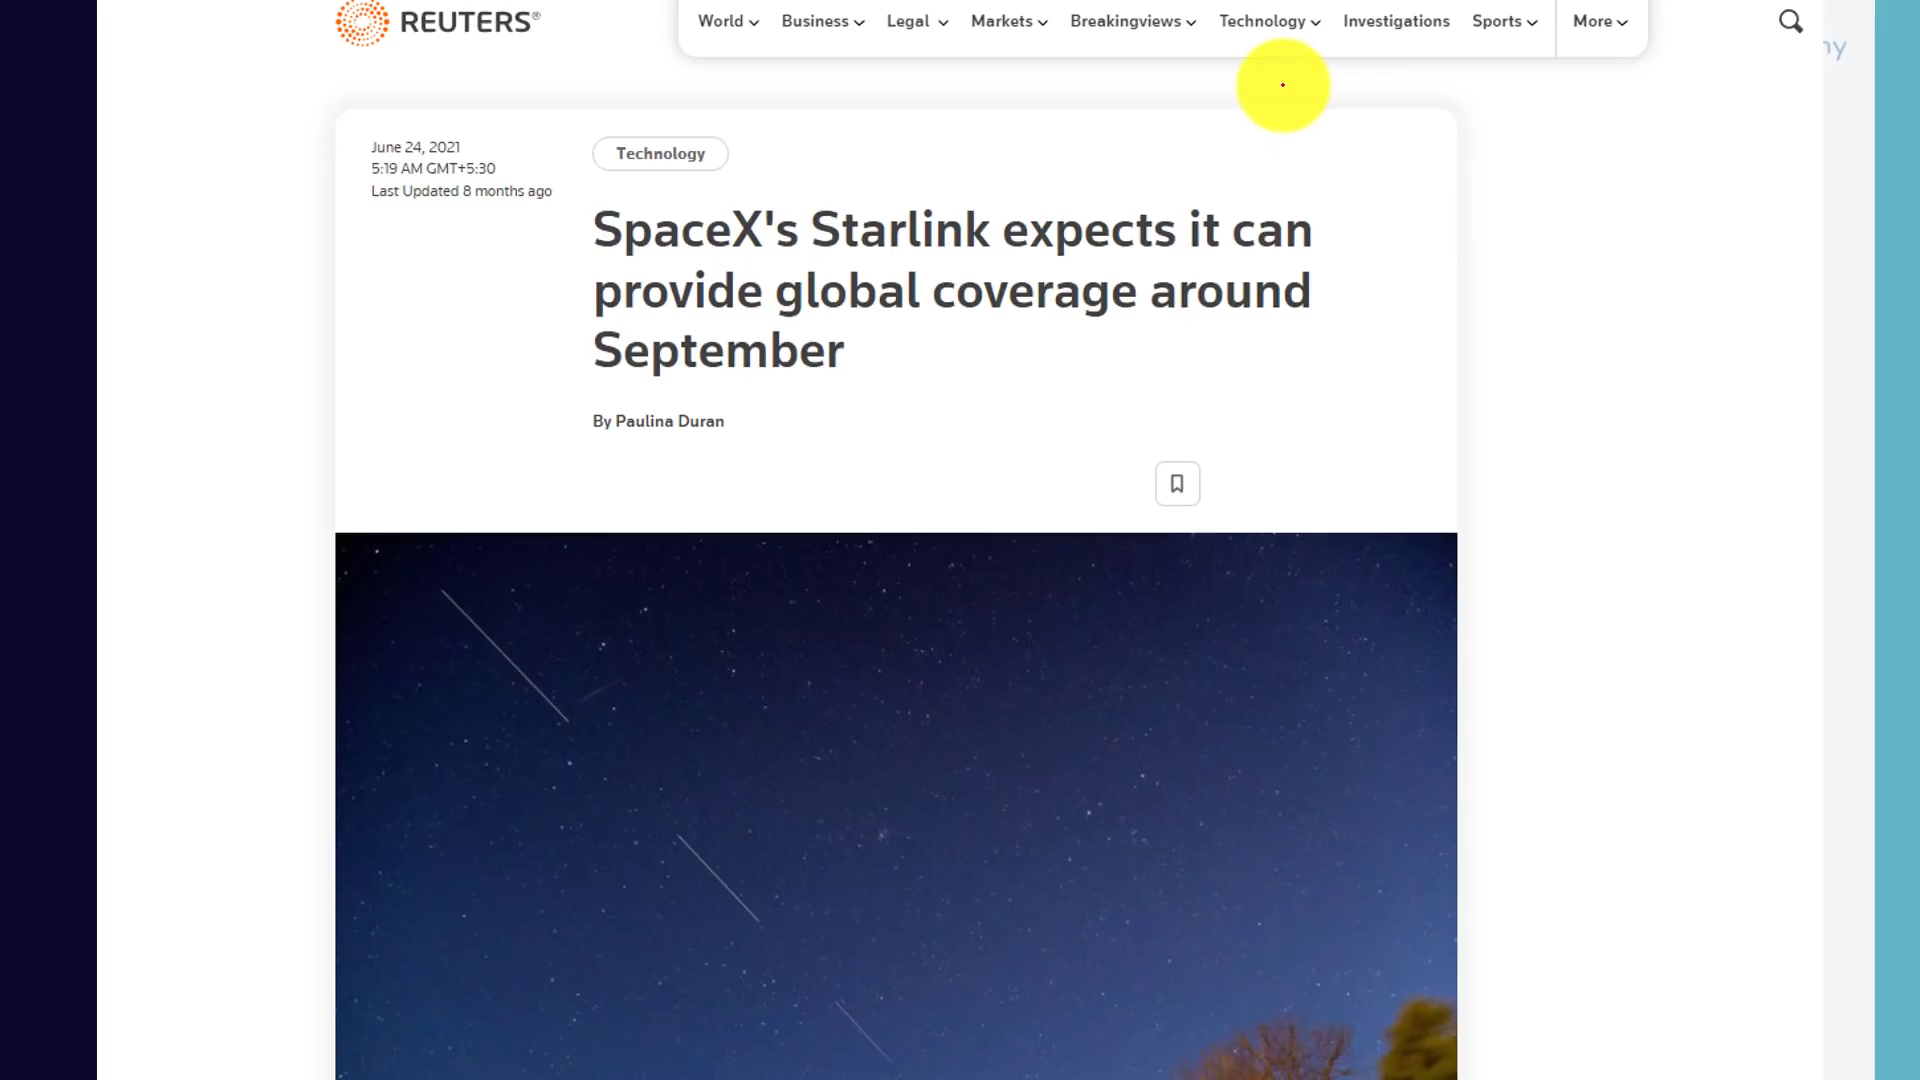 REUTERS®
World
Business
Legal
Markets
Breakingviews
Technology
Investigations
Sports
More
June 24, 2021
5:19 AM GMT+5:30
Last Updated 8 months ago
Technology
SpaceX's Starlink expects it can
provide global coverage around
September
By Paulina Duran